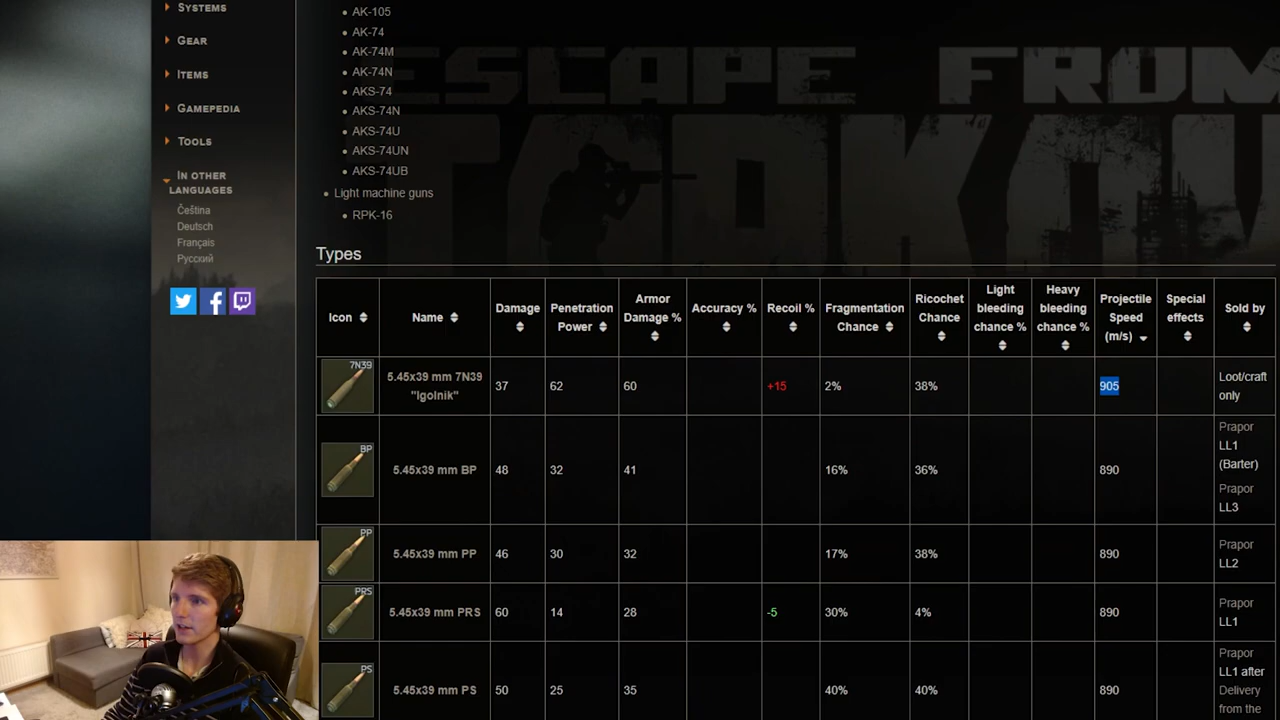 SYSTEMS
GEAR
ITEMS
GAMEPEDIA
TOOLS
IN OTHER
LANGUAGES
Čeština
Deutsch
Français
Русский
AK-105
AK-74
AK-74M
AK-74N
AKS-74
AKS-74N
AKS-74U
AKS-74UN
AKS-74UB
Light machine guns
RPK-16
ESCAPE FROM
TARKOV
Types
Icon
Name
Damage
Penetration
Power
Armor
Damage %
Accuracy %
Recoil %
Fragmentation
Chance
Ricochet
Chance
Light
bleeding
chance %
Heavy
bleeding
chance %
Projectile
Speed
(m/s)
Special
effects
Sold by
7N39
5.45x39 mm 7N39
"Igolnik"
37
62
60
+15
2%
38%
905
Loot/craft
only
BP
5.45x39 mm BP
48
32
41
16%
36%
890
Prapor
LL1
(Barter)
Prapor
LL3
PP
5.45x39 mm PP
46
30
32
17%
38%
890
Prapor
LL2
PRS
5.45x39 mm PRS
60
14
28
-5
30%
4%
890
Prapor
LL1
PS
5.45x39 mm PS
50
25
35
40%
40%
890
Prapor
LL1 after
Delivery
from the